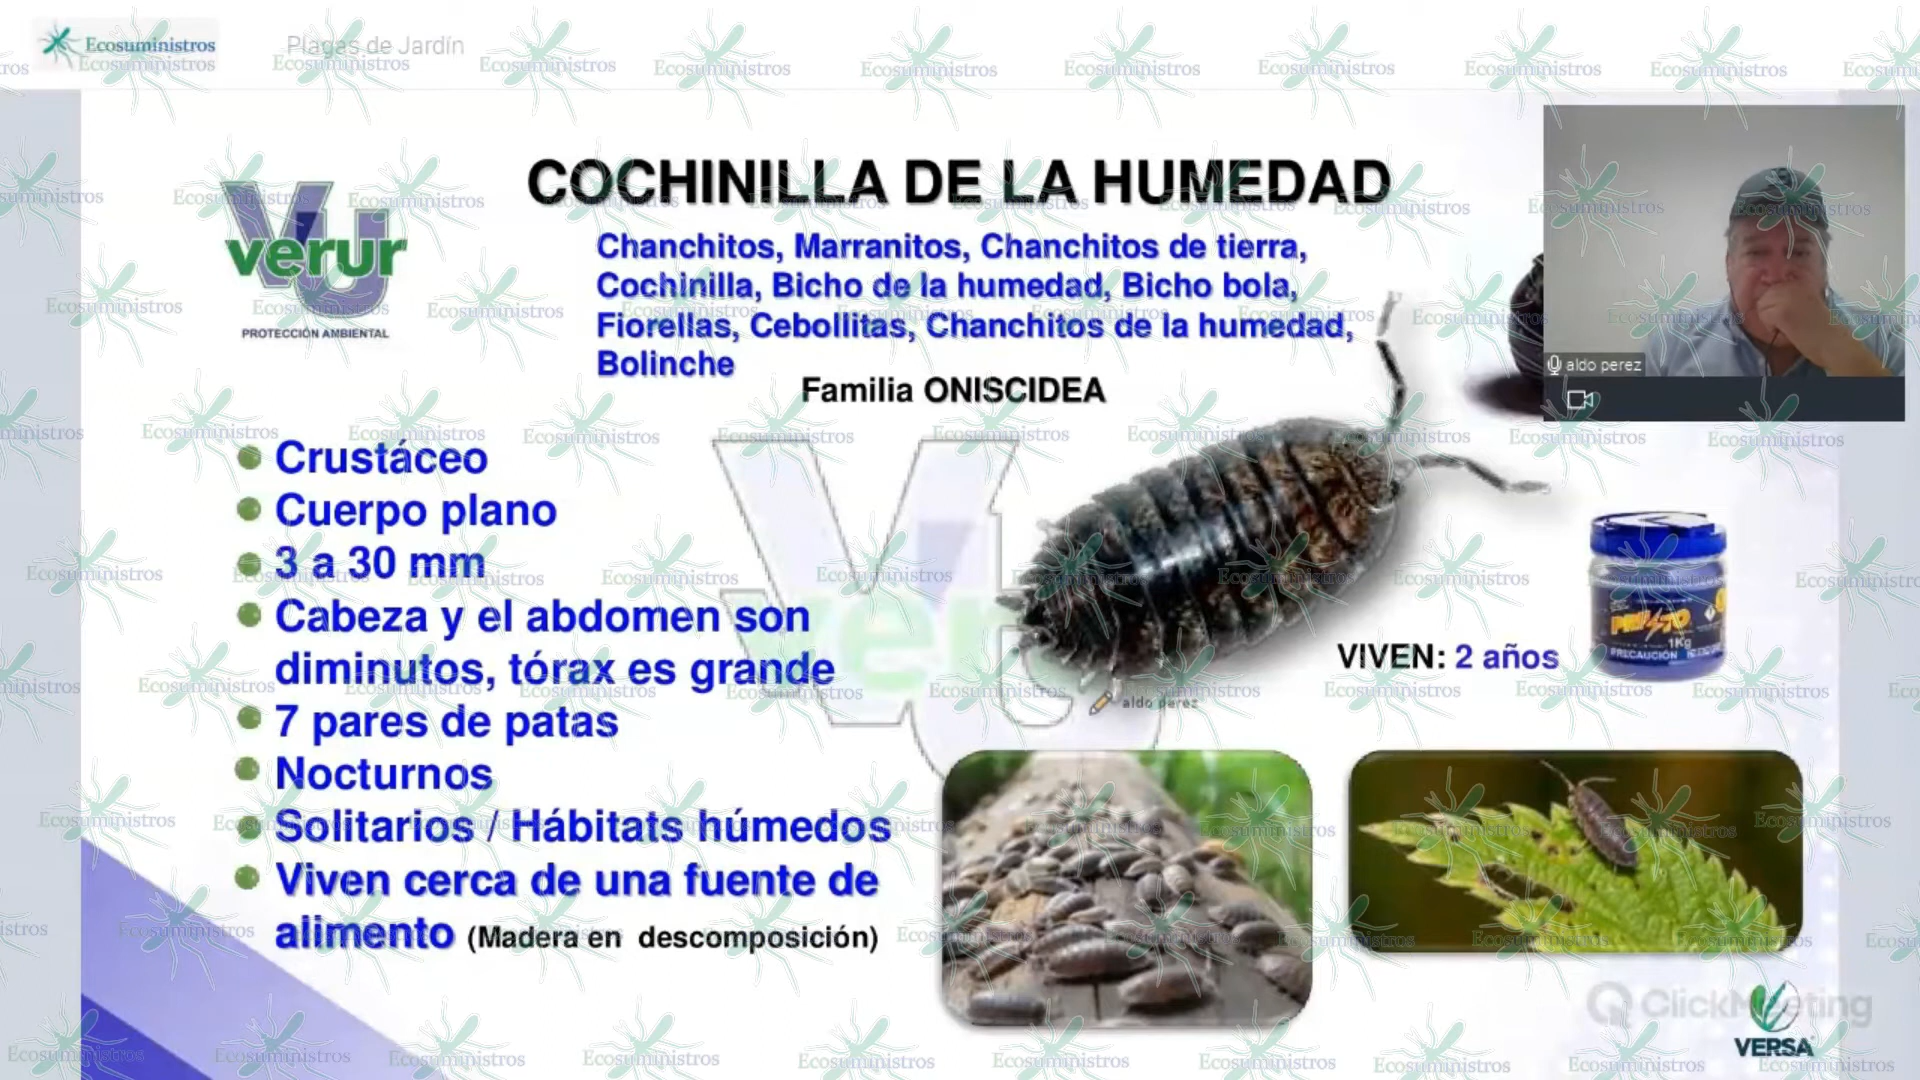 Ecosuministros
Plagas de Jardín
verur
PROTECCIÓN AMBIENTAL
COCHINILLA DE LA HUMEDAD
Chanchitos, Marranitos, Chanchitos de tierra,
Cochinilla, Bicho de la humedad, Bicho bola,
Fiorellas, Cebollitas, Chanchitos de la humedad,
Bolinche
Familia ONISCIDEA
aldo perez
Crustáceo
Cuerpo plano
3 a 30 mm
Cabeza y el abdomen son
diminutos, tórax es grande
7 pares de patas
Nocturnos
Solitarios / Hábitats húmedos
Viven cerca de una fuente de
alimento (Madera en descomposición)
VIVEN: 2 años
1Kg
PRECAUCIÓN
aldo perez
ClickMeeting
VERSA